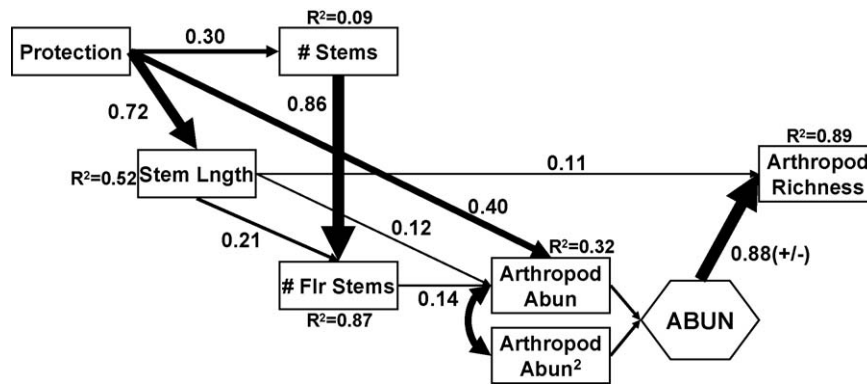 R²=0.09
Protection
0.30
# Stems
0.72
0.86
R²=0.89
Arthropod
Richness
R²=0.52
Stem Lngth
0.11
0.21
0.12
0.40
R²=0.32
0.88(+/-)
# Flr Stems
0.14
Arthropod
Abun
R²=0.87
ABUN
Arthropod
Abun²